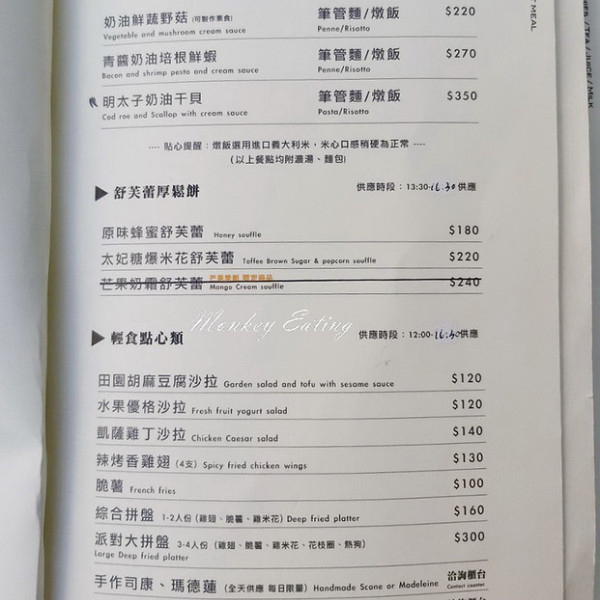 奶油鮮蔬野菇 (可製作素食) 筆管麵/燉飯 $220
Vegetable and mushroom cream sauce Penne/Risotto
青醬奶油培根鮮蝦 筆管麵/燉飯 $270
Bacon and shrimp pesto and cream sauce Penne/Risotto
明太子奶油干貝 筆管麵/燉飯 $350
Cod roe and Scallop with cream sauce Pasta/Risotto
---- 貼心提醒：燉飯選用進口義大利米，米心口感稍硬為正常 ----
(以上餐點均附濃湯、麵包)
▶ 舒芙蕾厚鬆餅 供應時段：13:30-16:30供應
原味蜂蜜舒芙蕾 Honey souffle $180
太妃糖爆米花舒芙蕾 Toffee Brown Sugar & popcorn souffle $220
芒果奶霜舒芙蕾 Mango Cream souffle $240
Monkey Eating
▶ 輕食點心類 供應時段：12:00-16:30供應
田園胡麻豆腐沙拉 Garden salad and tofu with sesame sauce $120
水果優格沙拉 Fresh fruit yogurt salad $120
凱薩雞丁沙拉 Chicken Caesar salad $140
辣烤香雞翅 (4支) Spicy fried chicken wings $130
脆薯 French fries $100
綜合拼盤 1-2人份 (雞翅、脆薯、雞米花) Deep fried platter $160
派對大拼盤 3-4人份 (雞翅、脆薯、雞米花、花枝圈、熱狗) $300
Large Deep fried platter
手作司康、瑪德蓮 (全天供應 每日限量) Handmade Scone or Madeleine 洽詢櫃台
Contact counter
T MEAL
/ TEA / JUICE / MILK